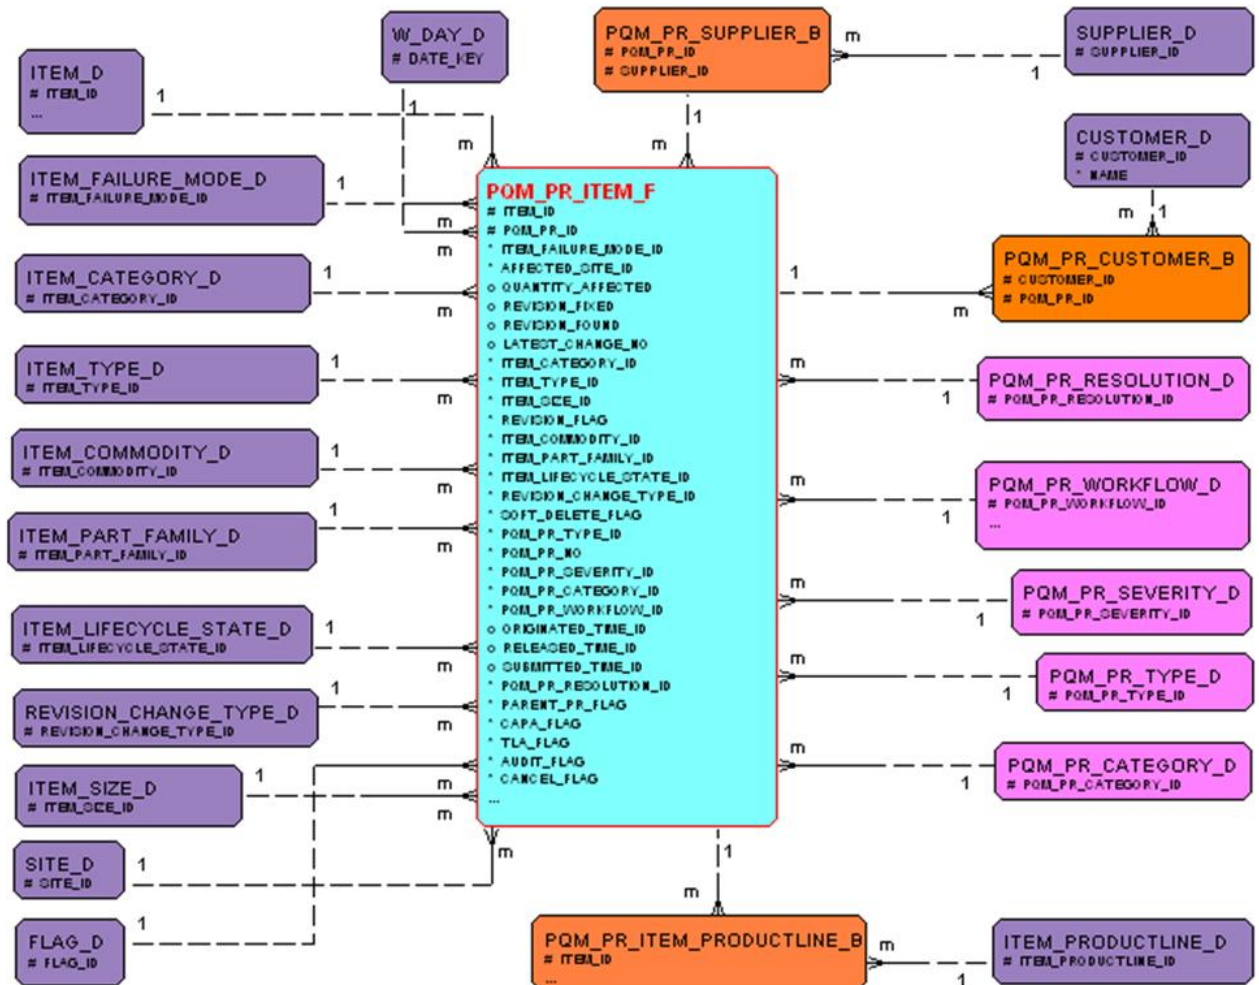 W_DAY_D
# DATE_KEY
PQM_PR_SUPPLIER_B
# PQM_PR_ID
# SUPPLIER_ID
m
1
SUPPLIER_D
# SUPPLIER_ID
ITEM_D
# ITEM_ID
...
1
m
1
1
m
CUSTOMER_D
# CUSTOMER_ID
* NAME
m
1
ITEM_FAILURE_MODE_D
# ITEM_FAILURE_MODE_ID
1
m
m
PQM_PR_ITEM_F
# ITEM_ID
# PQM_PR_ID
* ITEM_FAILURE_MODE_ID
* AFFECTED_SITE_ID
o QUANTITY_AFFECTED
o REVISION_FIXED
o REVISION_FOUND
o LATEST_CHANGE_NO
* ITEM_CATEGORY_ID
* ITEM_TYPE_ID
* ITEM_SIZE_ID
* REVISION_FLAG
* ITEM_COMMODITY_ID
* ITEM_PART_FAMILY_ID
* ITEM_LIFECYCLE_STATE_ID
* REVISION_CHANGE_TYPE_ID
* SOFT_DELETE_FLAG
* PQM_PR_TYPE_ID
* PQM_PR_NO
* PQM_PR_SEVERITY_ID
* PQM_PR_CATEGORY_ID
* PQM_PR_WORKFLOW_ID
o ORIGINATED_TIME_ID
o RELEASED_TIME_ID
o SUBMITTED_TIME_ID
* PQM_PR_RESOLUTION_ID
* PARENT_PR_FLAG
* CAPA_FLAG
* TLA_FLAG
* AUDIT_FLAG
* CANCEL_FLAG
...
ITEM_CATEGORY_D
# ITEM_CATEGORY_ID
1
m
ITEM_TYPE_D
# ITEM_TYPE_ID
1
m
ITEM_COMMODITY_D
# ITEM_COMMODITY_ID
1
m
ITEM_PART_FAMILY_D
# ITEM_PART_FAMILY_ID
1
m
ITEM_LIFECYCLE_STATE_D
# ITEM_LIFECYCLE_STATE_ID
1
m
REVISION_CHANGE_TYPE_D
# REVISION_CHANGE_TYPE_ID
1
m
ITEM_SIZE_D
# ITEM_SIZE_ID
1
m
m
SITE_D
# SITE_ID
1
m
FLAG_D
# FLAG_ID
1
1
m
PQM_PR_CUSTOMER_B
# CUSTOMER_ID
# PQM_PR_ID
m
1
PQM_PR_RESOLUTION_D
# PQM_PR_RESOLUTION_ID
m
1
PQM_PR_WORKFLOW_D
# PQM_PR_WORKFLOW_ID
...
m
1
PQM_PR_SEVERITY_D
# PQM_PR_SEVERITY_ID
m
1
PQM_PR_TYPE_D
# PQM_PR_TYPE_ID
m
1
PQM_PR_CATEGORY_D
# PQM_PR_CATEGORY_ID
1
m
PQM_PR_ITEM_PRODUCTLINE_B
# ITEM_ID
...
m
1
ITEM_PRODUCTLINE_D
# ITEM_PRODUCTLINE_ID